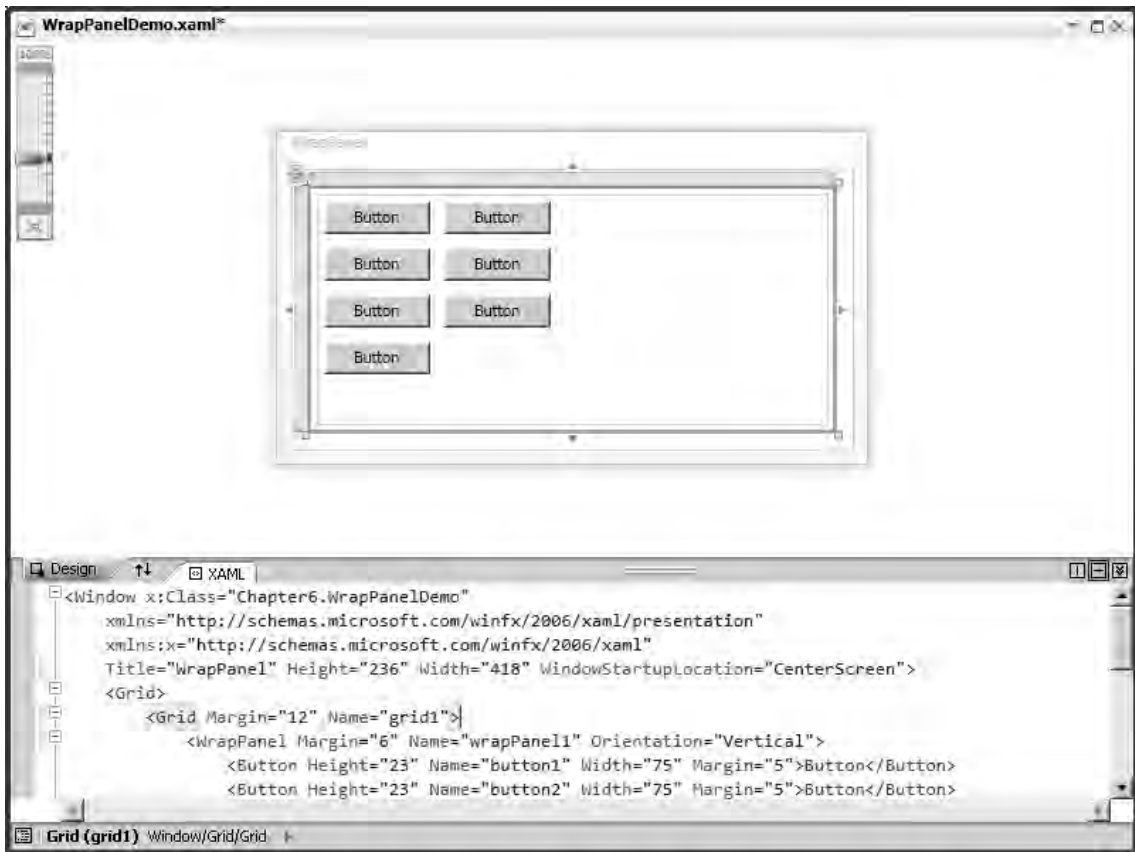 WrapPanelDemo.xaml*
100%
WrapPanel
Button Button
Button Button
Button Button
Button
Design XAML
<Window x:Class="Chapter6.WrapPanelDemo"
xmlns="http://schemas.microsoft.com/winfx/2006/xaml/presentation"
xmlns:x="http://schemas.microsoft.com/winfx/2006/xaml"
Title="WrapPanel" Height="236" Width="418" WindowStartupLocation="CenterScreen">
<Grid>
<Grid Margin="12" Name="grid1">
<WrapPanel Margin="6" Name="wrapPanel1" Orientation="Vertical">
<Button Height="23" Name="button1" Width="75" Margin="5">Button</Button>
<Button Height="23" Name="button2" Width="75" Margin="5">Button</Button>
Grid (grid1) Window/Grid/Grid